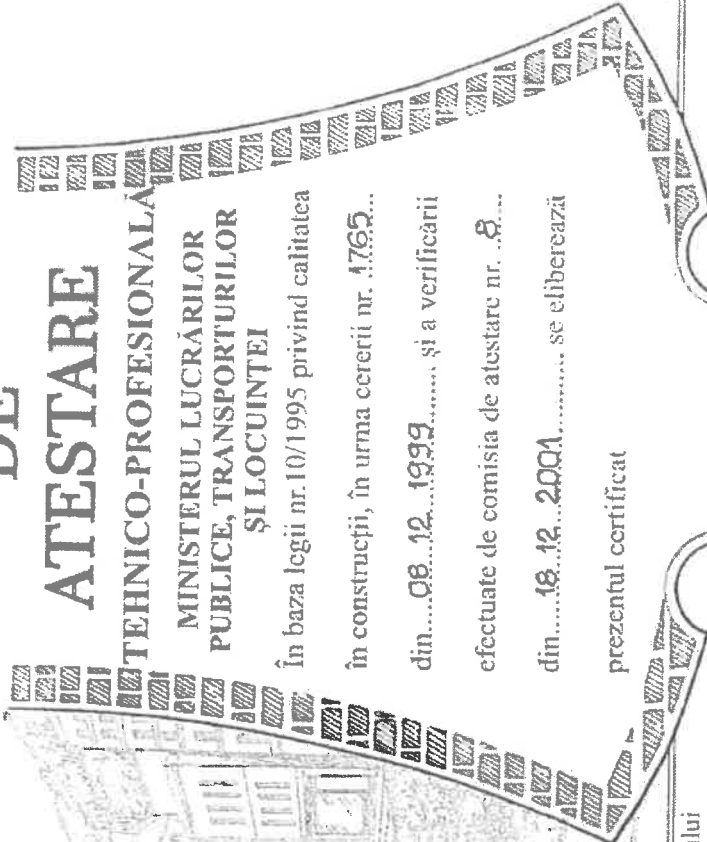 DE
ATESTARE
TEHNICO-PROFESIONALĂ
MINISTERUL LUCRĂRILOR
PUBLICE, TRANSPORTURILOR
ŞI LOCUINŢEI
În baza legii nr.10/1995 privind calitatea
în construcţii, în urma cererii nr. 1765...
din....08.12.1999........ şi a verificării
efectuate de comisia de atestare nr. ..8.....
din.....18.12.2001........... se eliberează
prezentul certificat
lui